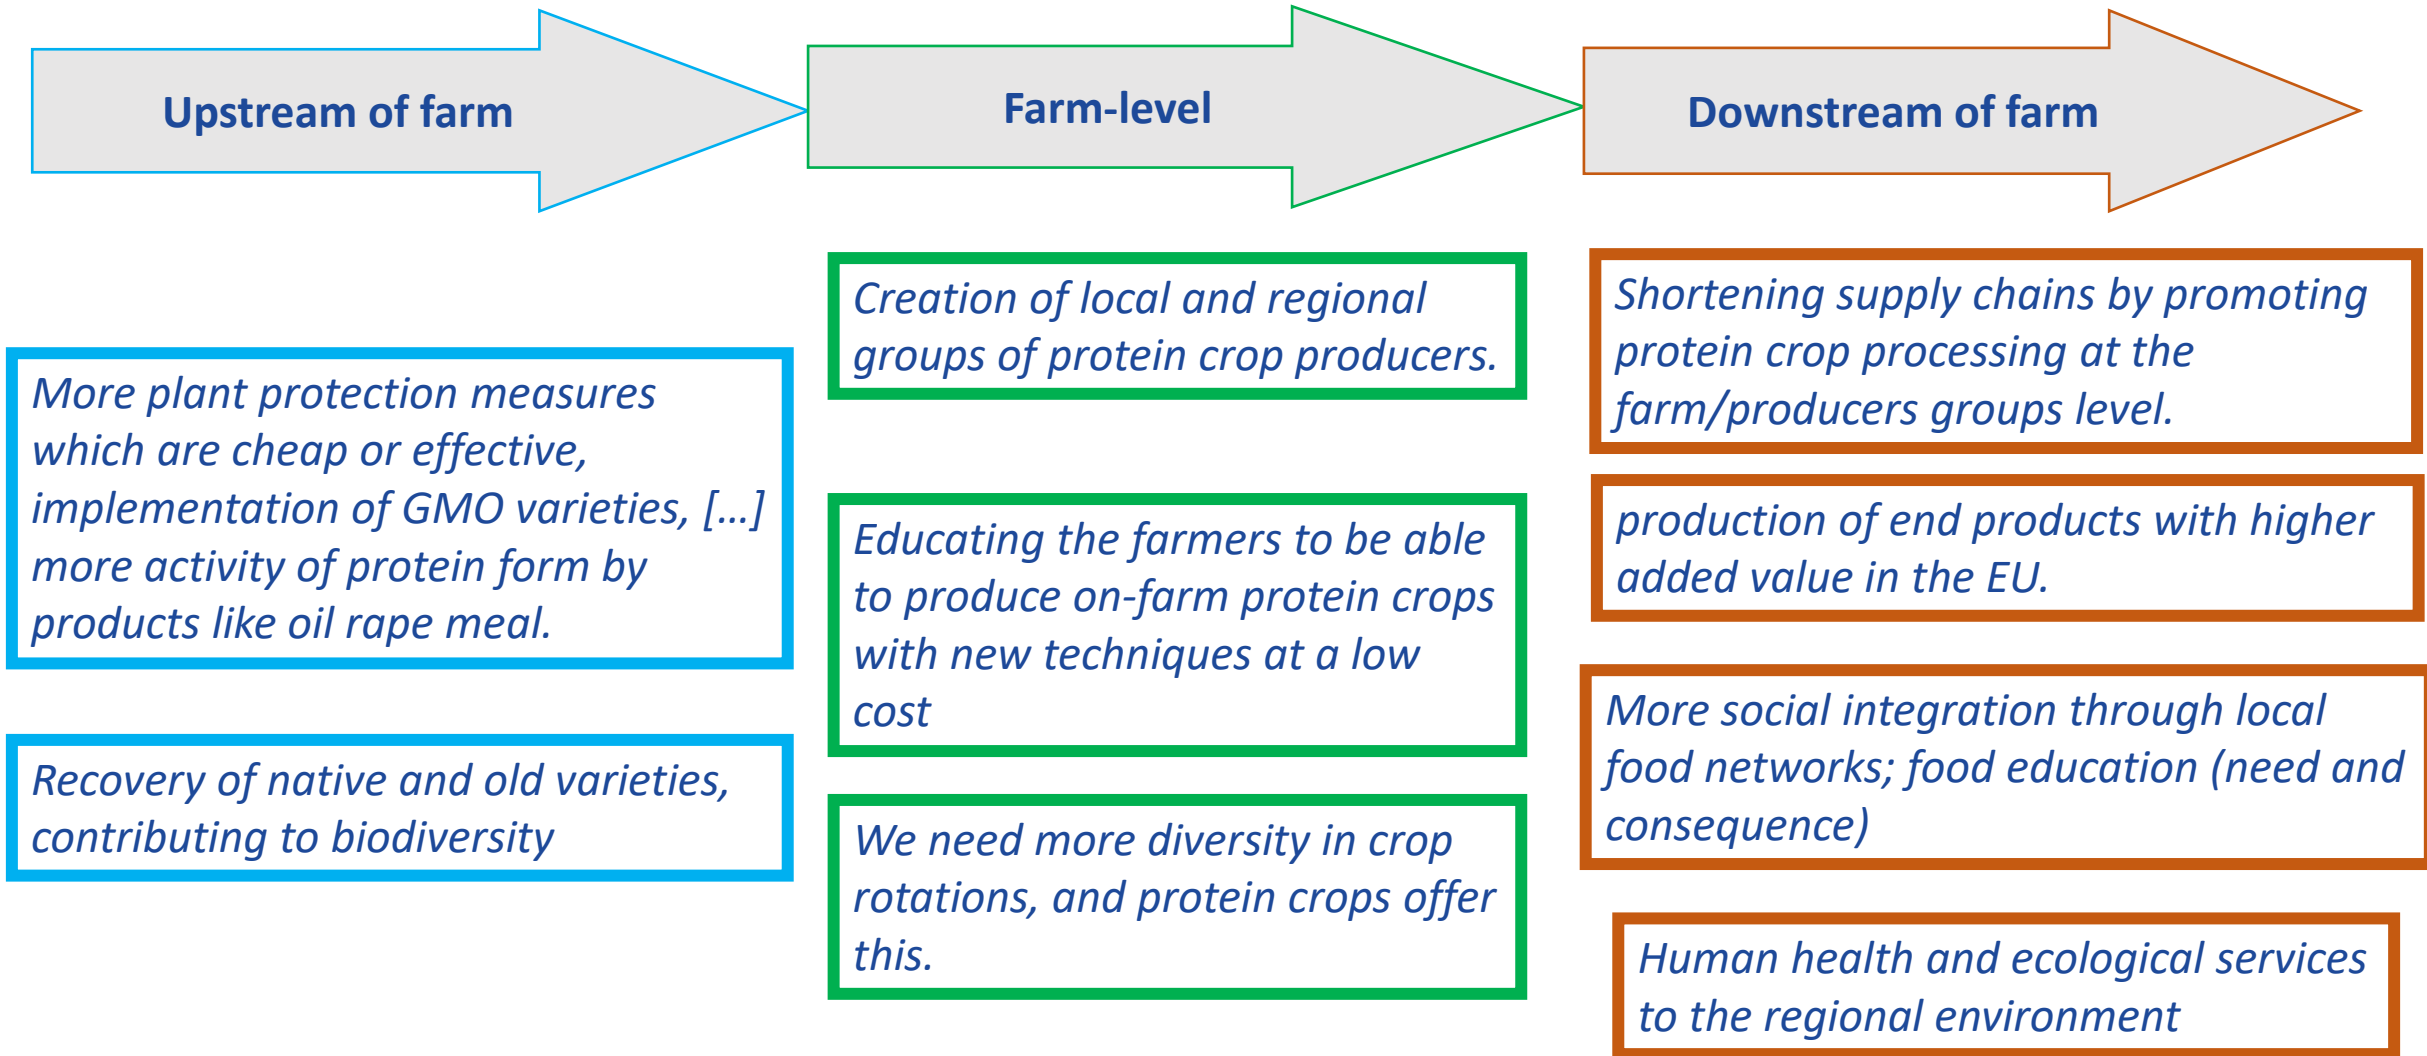 Upstream of farm
Farm-level
Downstream of farm
More plant protection measures
which are cheap or effective,
implementation of GMO varieties, [...]
more activity of protein form by
products like oil rape meal.
Recovery of native and old varieties,
contributing to biodiversity
Creation of local and regional
groups of protein crop producers.
Educating the farmers to be able
to produce on-farm protein crops
with new techniques at a low
cost
We need more diversity in crop
rotations, and protein crops offer
this.
Shortening supply chains by promoting
protein crop processing at the
farm/producers groups level.
production of end products with higher
added value in the EU.
More social integration through local
food networks; food education (need and
consequence)
Human health and ecological services
to the regional environment